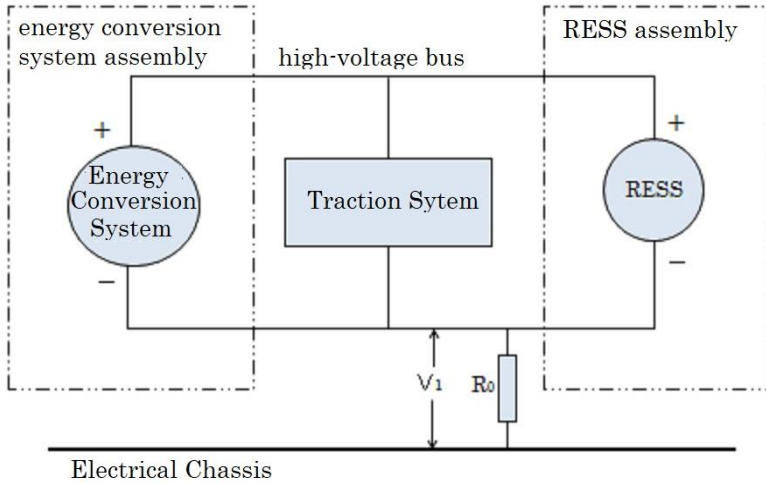 energy conversion
system assembly
high-voltage bus
RESS assembly
+
+
Energy
Conversion
System
Traction Sytem
RESS
−
−
V1
R0
Electrical Chassis